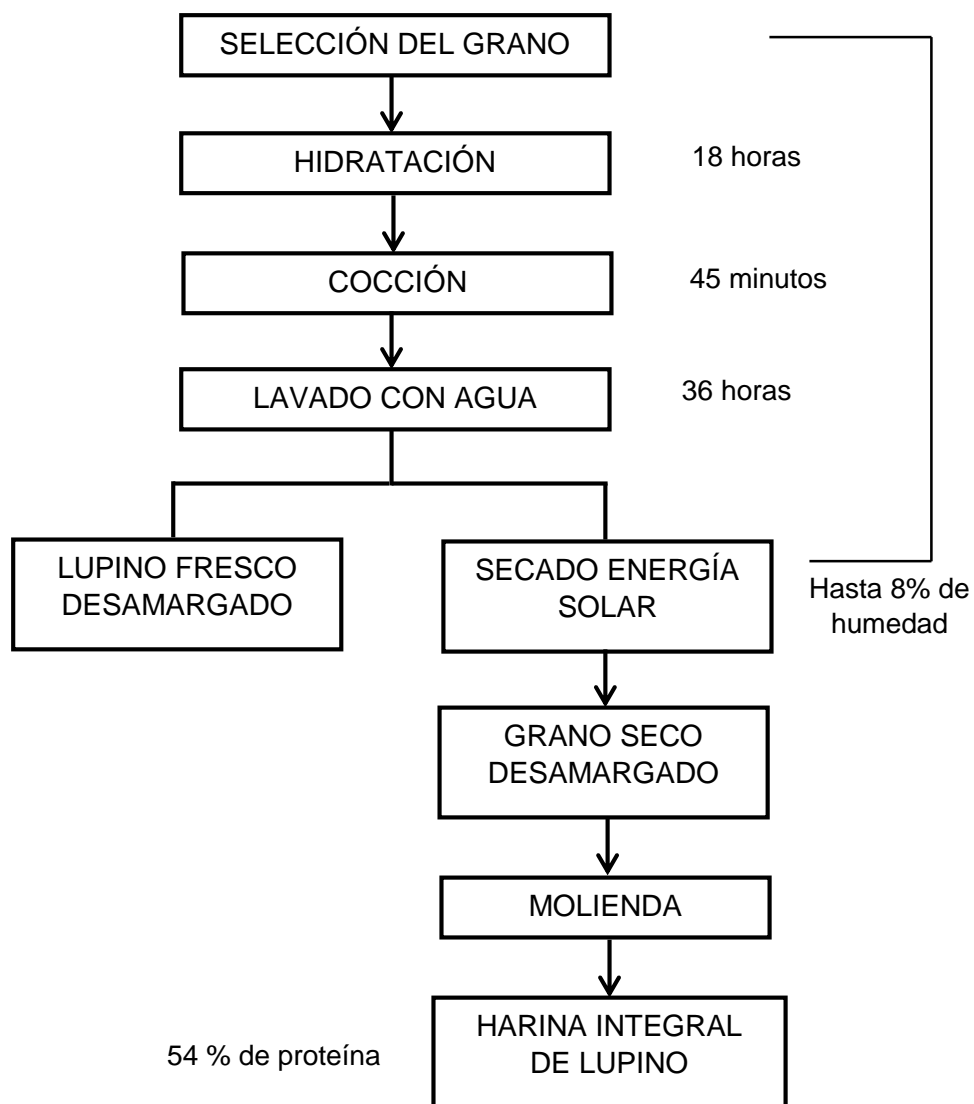 SELECCIÓN DEL GRANO
HIDRATACIÓN
18 horas
COCCIÓN
45 minutos
LAVADO CON AGUA
36 horas
LUPINO FRESCO
DESAMARGADO
SECADO ENERGÍA
SOLAR
Hasta 8% de
humedad
GRANO SECO
DESAMARGADO
MOLIENDA
HARINA INTEGRAL
DE LUPINO
54 % de proteína